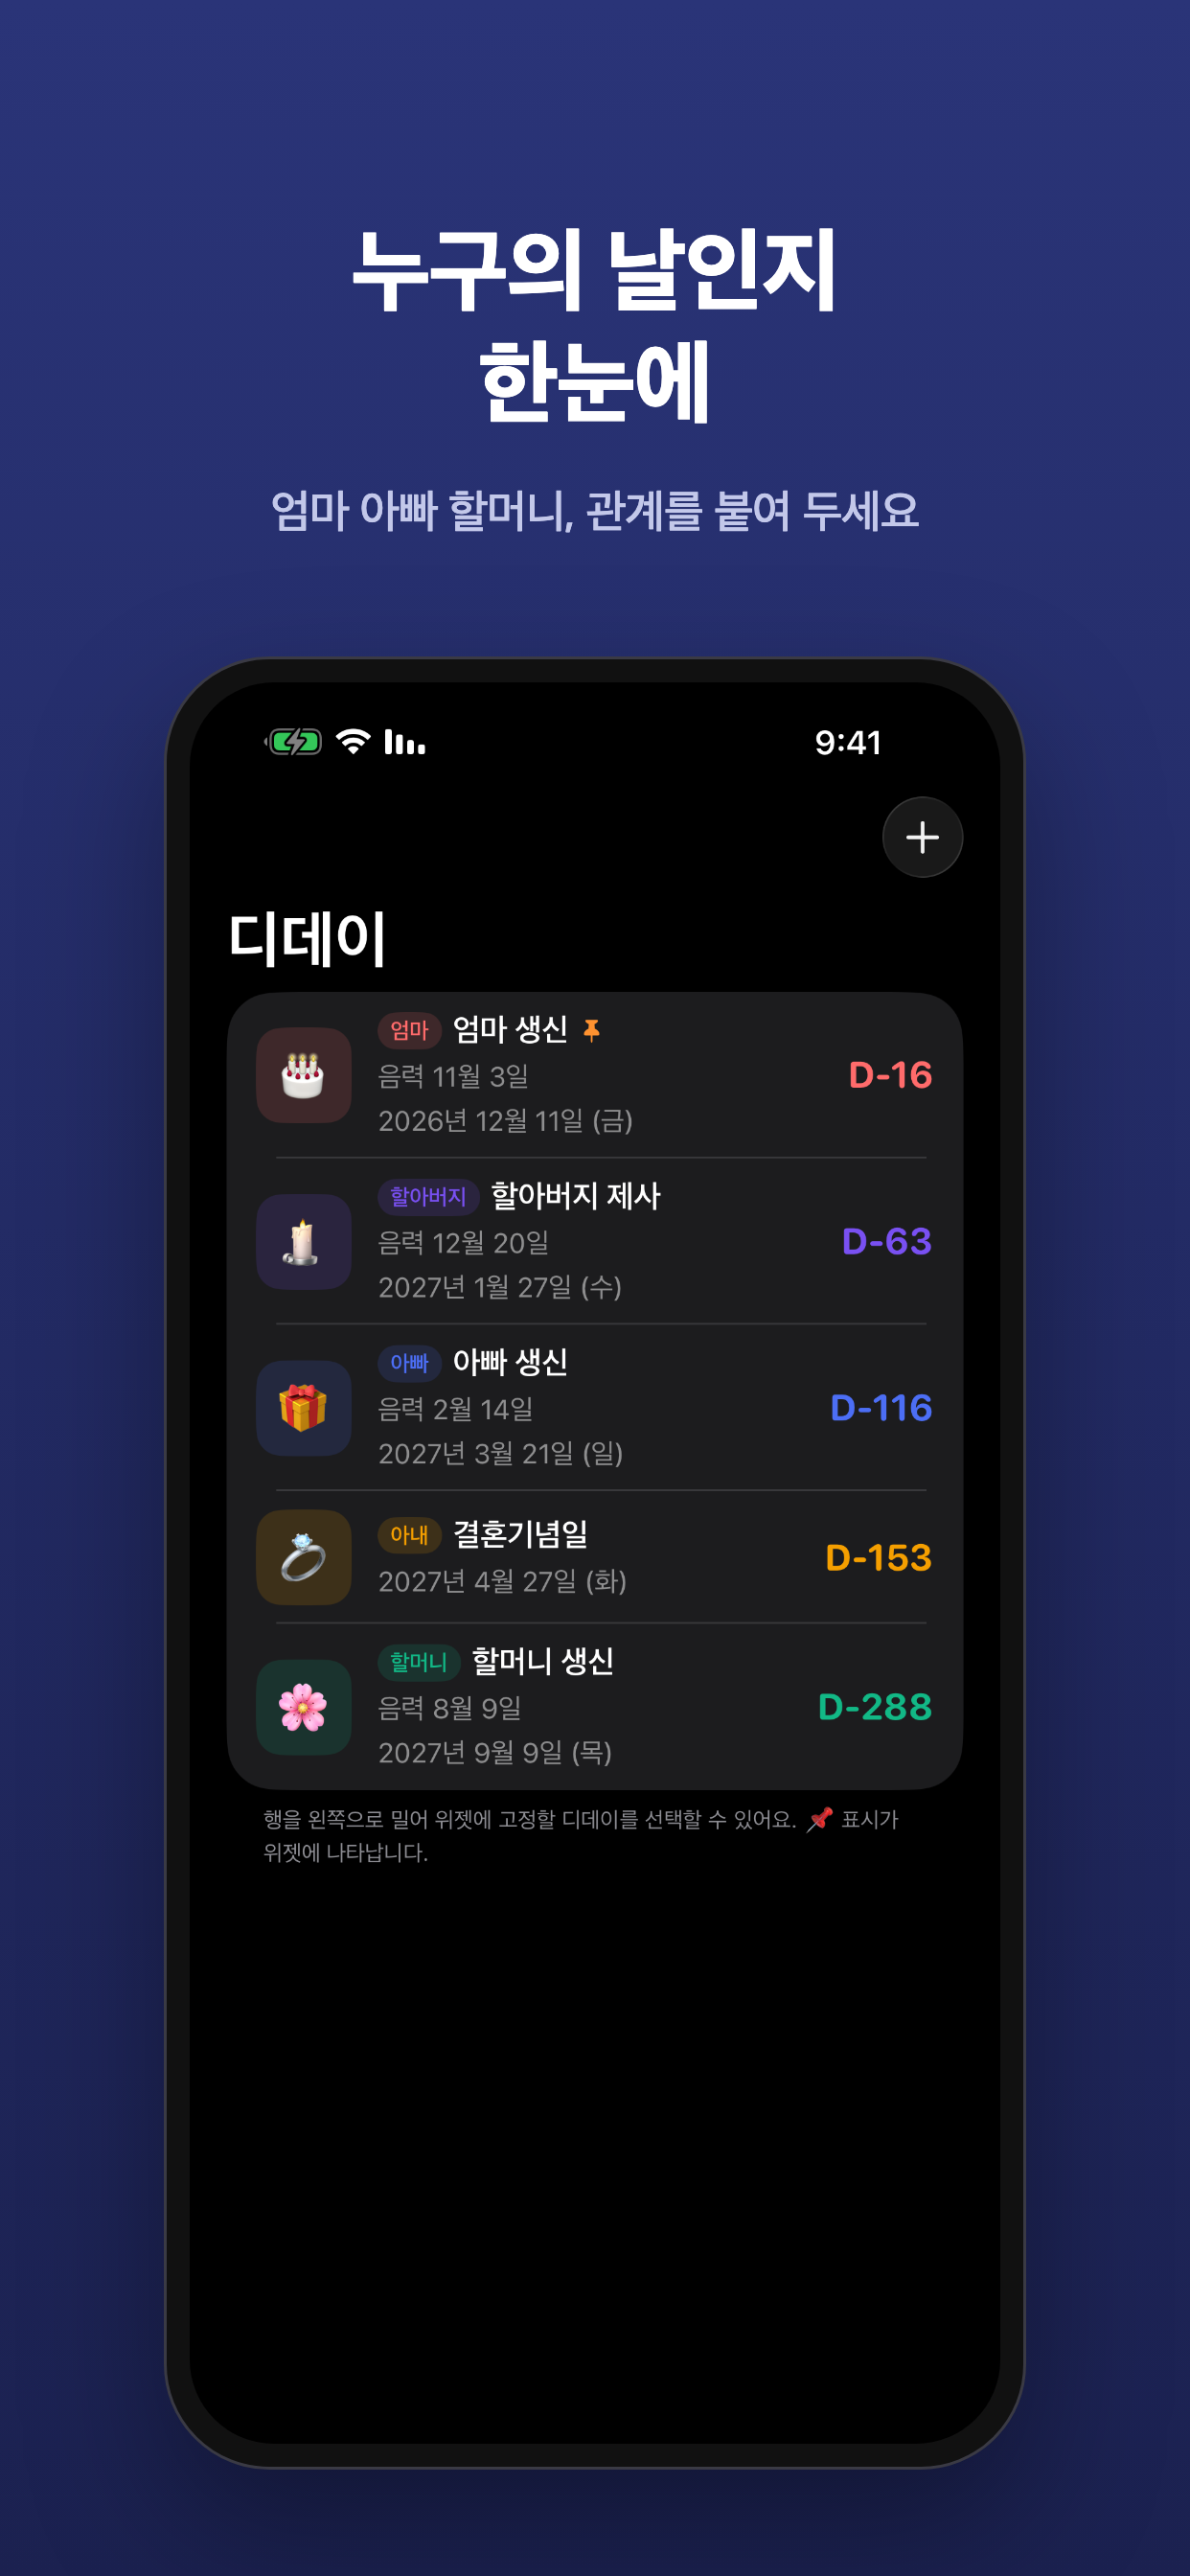 누구의 날인지
한눈에
엄마 아빠 할머니, 관계를 붙여 두세요
9:41
디데이
엄마 엄마 생신
음력 11월 3일
2026년 12월 11일 (금)
D-16
할아버지 할아버지 제사
음력 12월 20일
2027년 1월 27일 (수)
D-63
아빠 아빠 생신
음력 2월 14일
2027년 3월 21일 (일)
D-116
아내 결혼기념일
2027년 4월 27일 (화)
D-153
할머니 할머니 생신
음력 8월 9일
2027년 9월 9일 (목)
D-288
행을 왼쪽으로 밀어 위젯에 고정할 디데이를 선택할 수 있어요. 📌 표시가
위젯에 나타납니다.